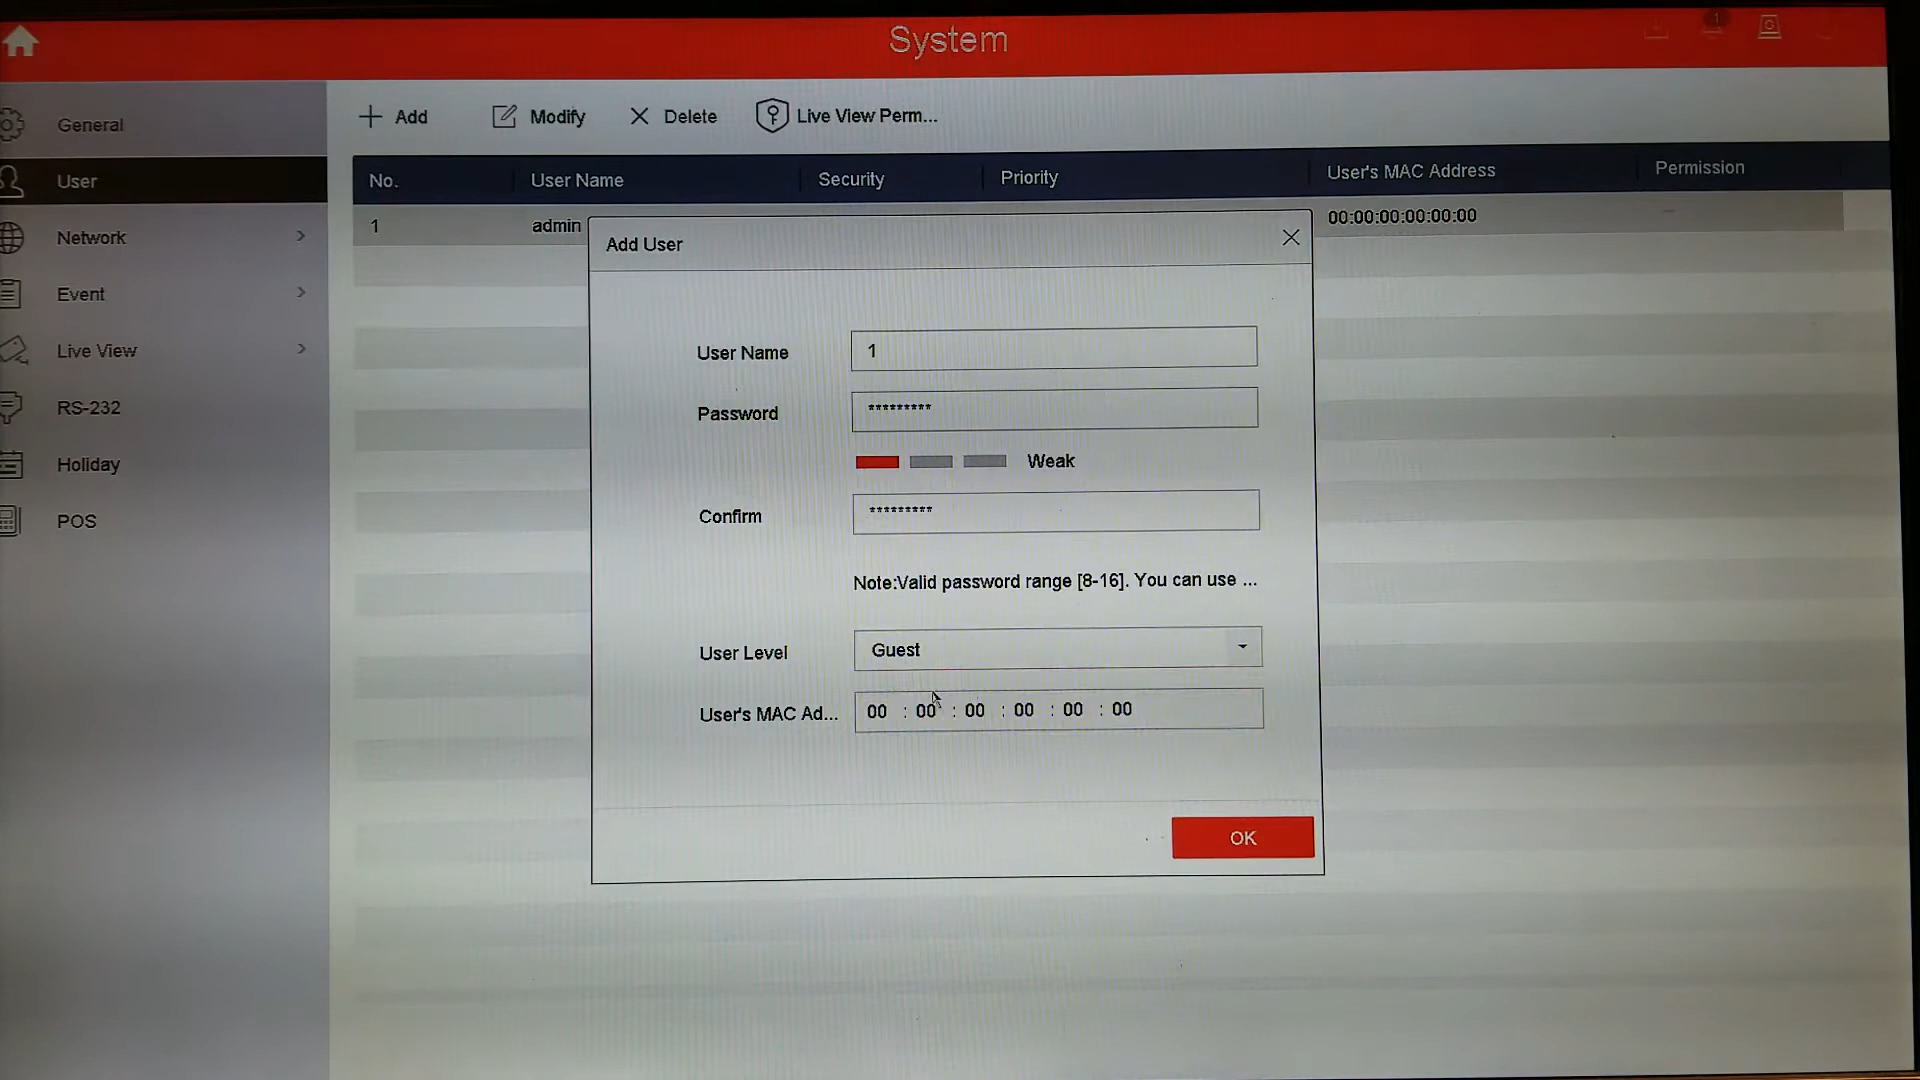 System
1
General
User
Network
Event
Live View
RS-232
Holiday
POS
Add
Modify
Delete
Live View Perm...
No. User Name Security Priority User's MAC Address Permission
1 admin 00:00:00:00:00:00 —
Add User
User Name 1
Password *********
Weak
Confirm *********
Note:Valid password range [8-16]. You can use ...
User Level Guest
User's MAC Ad... 00 : 00 : 00 : 00 : 00 : 00
OK